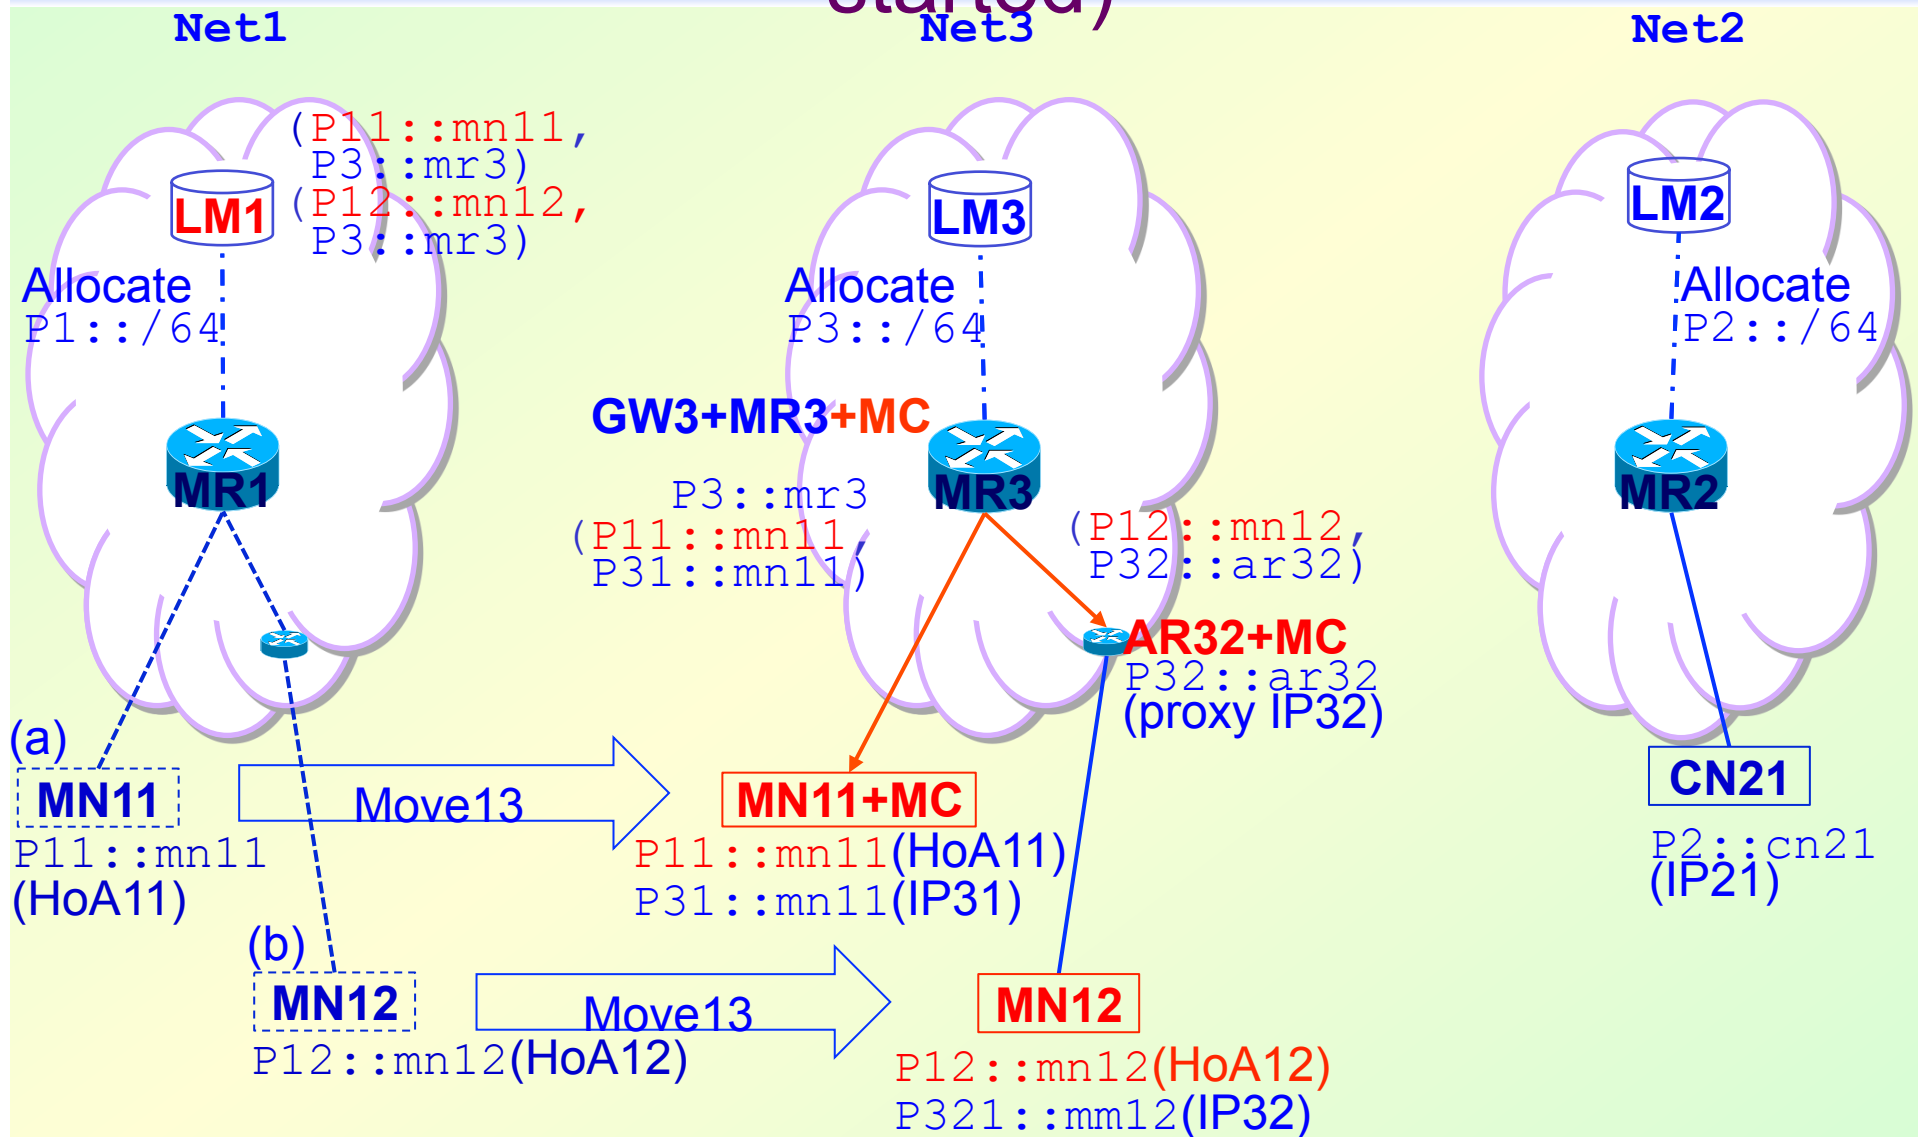 started)
Net1
Net3
Net2
(P11::mn11,
P3::mr3)
(P12::mn12,
P3::mr3)
LM1
LM3
LM2
Allocate
P1::/64
Allocate
P3::/64
Allocate
P2::/64
GW3+MR3+MC
MR1
MR3
MR2
P3::mr3
(P11::mn11,
P31::mn11)
(P12::mn12,
P32::ar32)
AR32+MC
P32::ar32
(proxy IP32)
(a)
MN11
Move13
MN11+MC
CN21
P11::mn11
(HoA11)
P11::mn11(HoA11)
P31::mn11(IP31)
P2::cn21
(IP21)
(b)
MN12
Move13
MN12
P12::mn12(HoA12)
P12::mn12(HoA12)
P321::mm12(IP32)